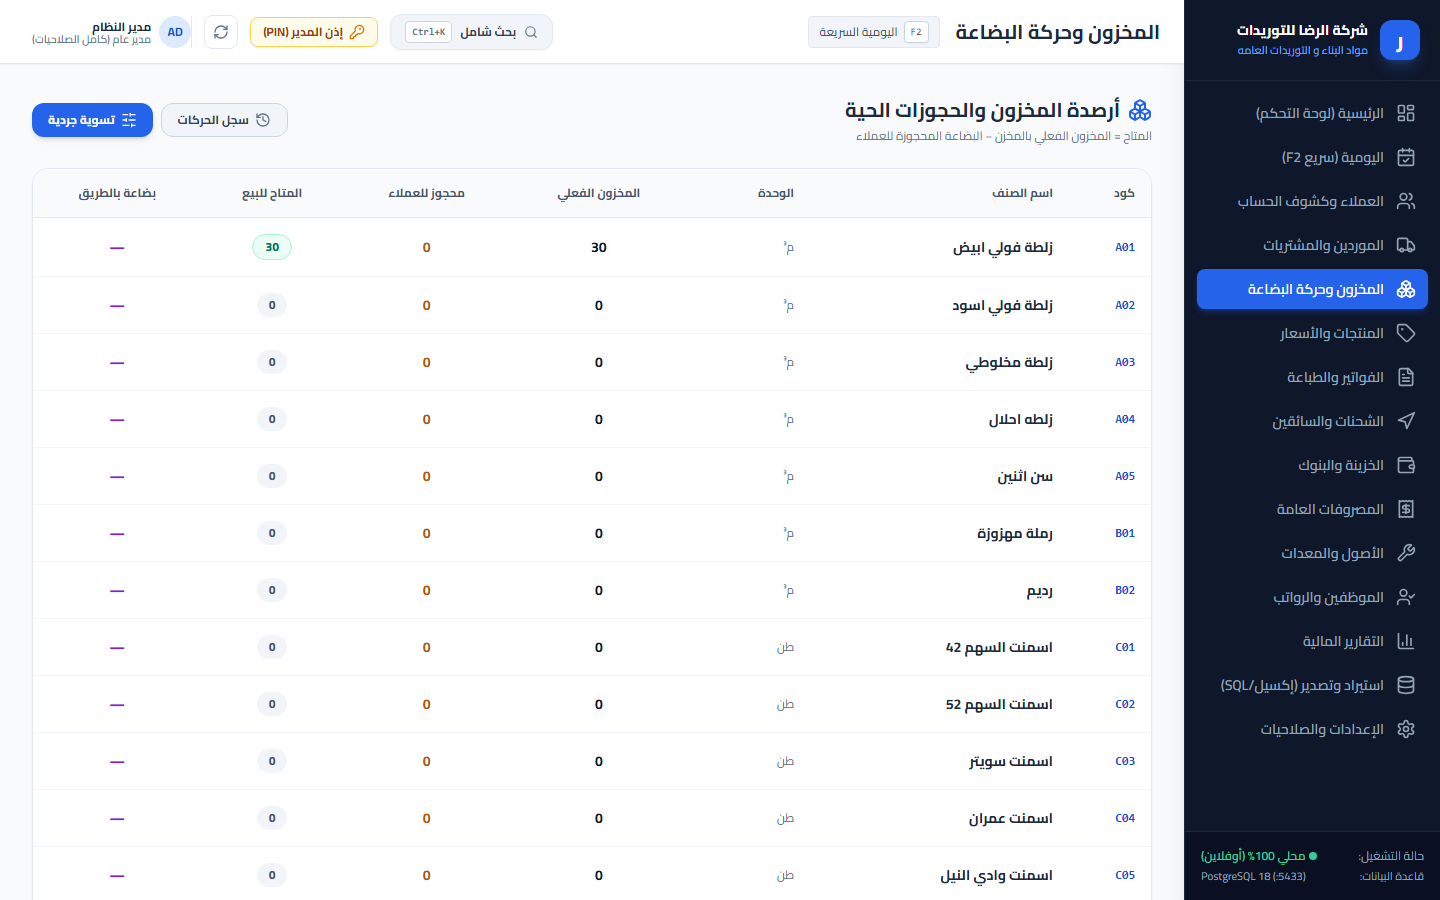 شركة الرضا للتوريدات
مواد البناء و التوريدات العامه
ر
الرئيسية (لوحة التحكم)
اليومية (سريع F2)
العملاء وكشوف الحساب
الموردين والمشتريات
المخزون وحركة البضاعة
المنتجات والأسعار
الفواتير والطباعة
الشحنات والسائقين
الخزينة والبنوك
المصروفات العامة
الأصول والمعدات
الموظفين والرواتب
التقارير المالية
استيراد وتصدير (إكسيل/SQL)
الإعدادات والصلاحيات
حالة التشغيل: محلي 100% (أوفلاين)
قاعدة البيانات: PostgreSQL 18 (:5433)
المخزون وحركة البضاعة
F2 اليومية السريعة
بحث شامل Ctrl+K
إذن المدير (PIN)
AD
مدير النظام
مدير عام (كامل الصلاحيات)
أرصدة المخزون والحجوزات الحية
المتاح = المخزون الفعلي بالمخزن − البضاعة المحجوزة للعملاء
سجل الحركات
تسوية جردية
كود اسم الصنف الوحدة المخزون الفعلي محجوز للعملاء المتاح للبيع بضاعة بالطريق
A01 زلطة فولي ابيض م³ 30 0 30 —
A02 زلطة فولي اسود م³ 0 0 0 —
A03 زلطة مخلوطي م³ 0 0 0 —
A04 زلطه احلال م³ 0 0 0 —
A05 سن اثنين م³ 0 0 0 —
B01 رملة مهزوزة م³ 0 0 0 —
B02 رديم م³ 0 0 0 —
C01 اسمنت السهم 42 طن 0 0 0 —
C02 اسمنت السهم 52 طن 0 0 0 —
C03 اسمنت سويتر طن 0 0 0 —
C04 اسمنت عمران طن 0 0 0 —
C05 اسمنت وادي النيل طن 0 0 0 —